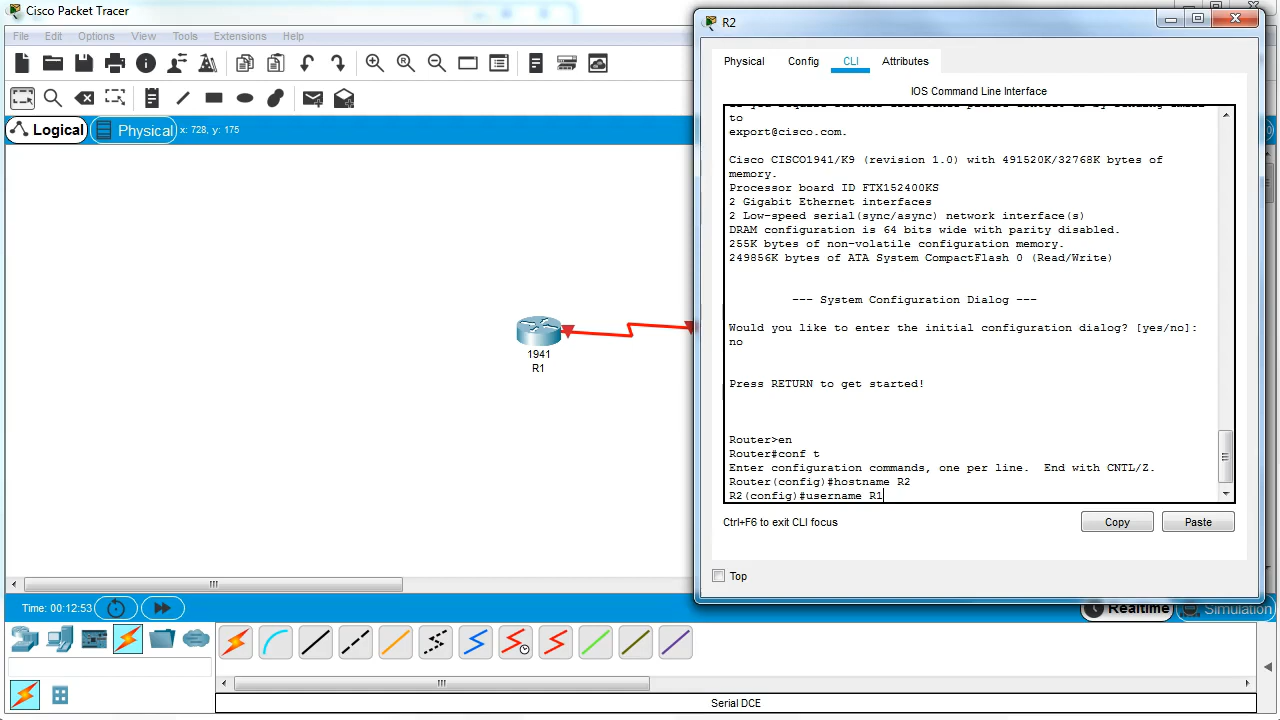 Cisco Packet Tracer
File Edit Options View Tools Extensions Help
Logical Physical x: 728, y: 175
1941
R1
R2
Physical Config CLI Attributes
IOS Command Line Interface
to
export@cisco.com.
Cisco CISCO1941/K9 (revision 1.0) with 491520K/32768K bytes of
memory.
Processor board ID FTX152400KS
2 Gigabit Ethernet interfaces
2 Low-speed serial(sync/async) network interface(s)
DRAM configuration is 64 bits wide with parity disabled.
255K bytes of non-volatile configuration memory.
249856K bytes of ATA System CompactFlash 0 (Read/Write)
--- System Configuration Dialog ---
Would you like to enter the initial configuration dialog? [yes/no]:
no
Press RETURN to get started!
Router>en
Router#conf t
Enter configuration commands, one per line. End with CNTL/Z.
Router(config)#hostname R2
R2(config)#username R1
Ctrl+F6 to exit CLI focus
Copy Paste
Top
Time: 00:12:53
Realtime Simulation
Serial DCE